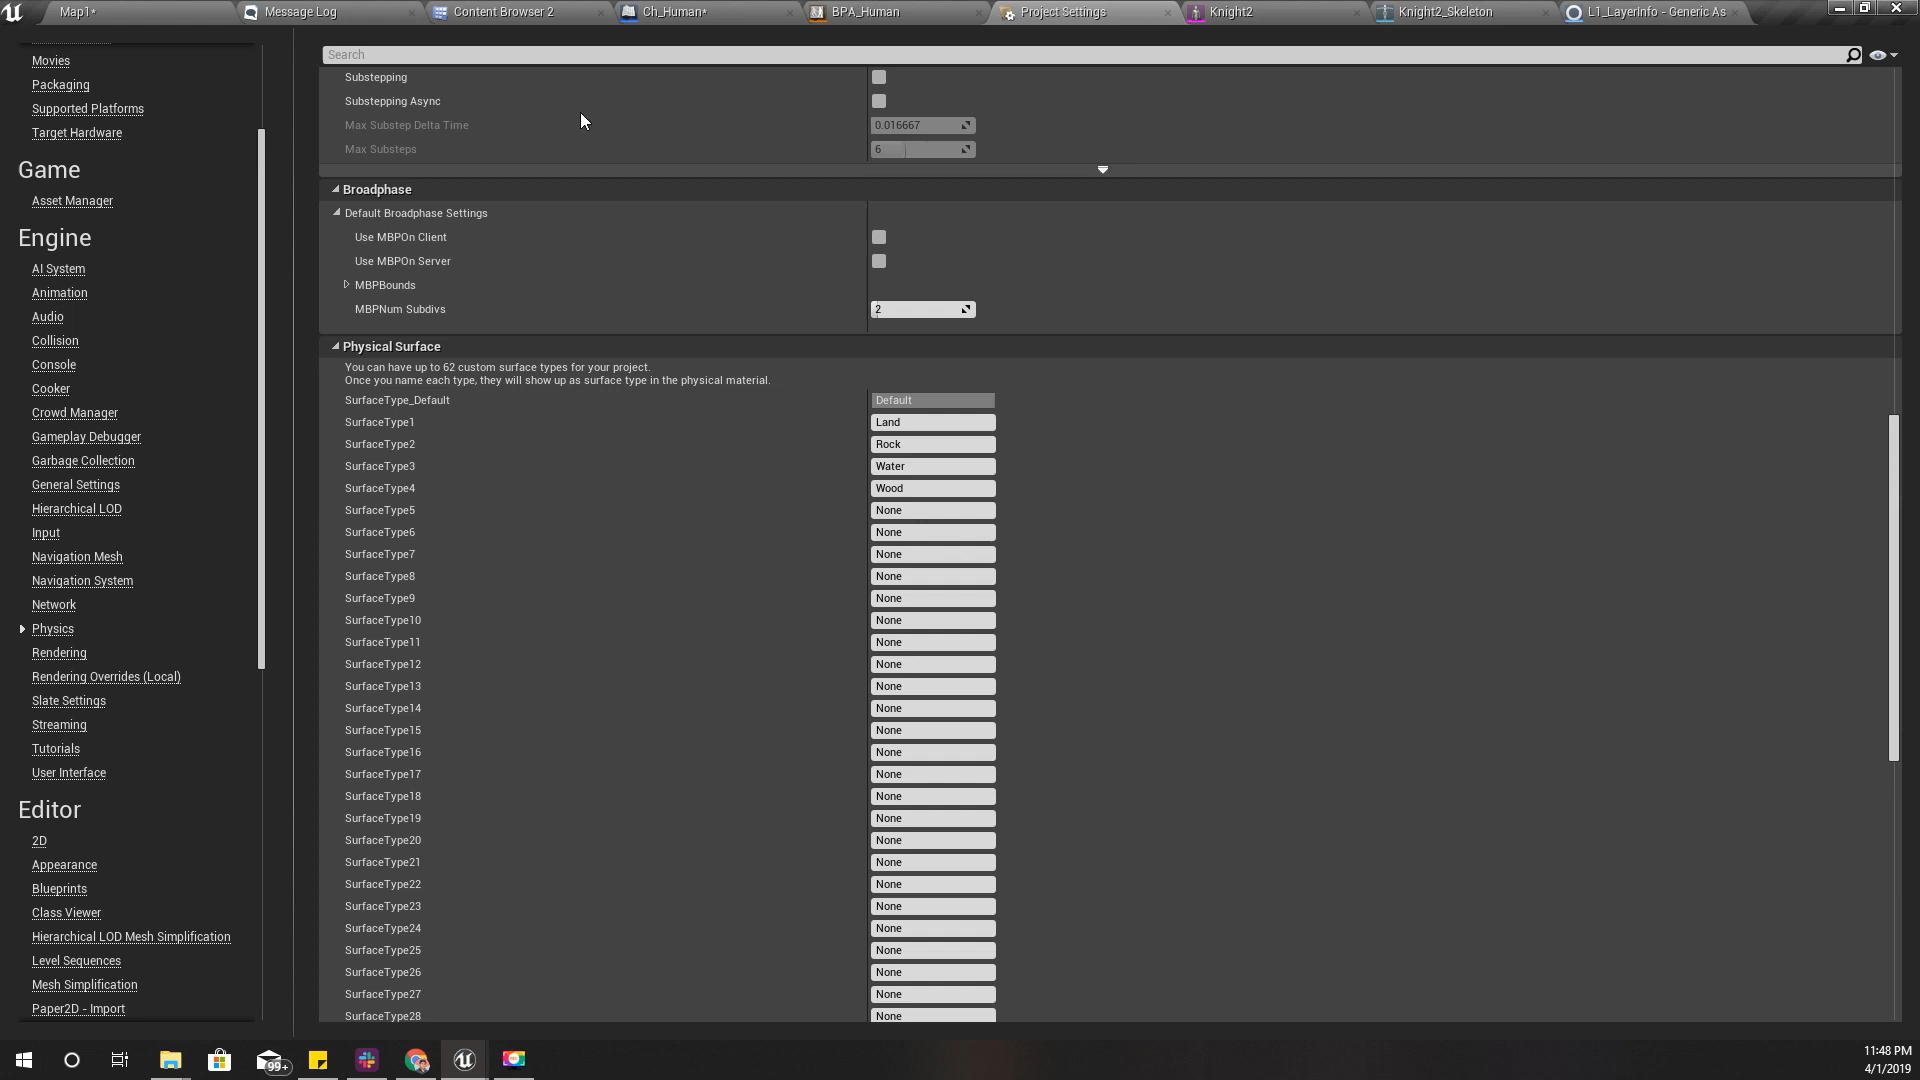 Map1*
Message Log
Content Browser 2
Ch_Human*
BPA_Human
Project Settings
Knight2
Knight2_Skeleton
L1_LayerInfo - Generic As
Movies
Packaging
Supported Platforms
Target Hardware
Game
Asset Manager
Engine
AI System
Animation
Audio
Collision
Console
Cooker
Crowd Manager
Gameplay Debugger
Garbage Collection
General Settings
Hierarchical LOD
Input
Navigation Mesh
Navigation System
Network
Physics
Rendering
Rendering Overrides (Local)
Slate Settings
Streaming
Tutorials
User Interface
Editor
2D
Appearance
Blueprints
Class Viewer
Hierarchical LOD Mesh Simplification
Level Sequences
Mesh Simplification
Paper2D - Import
Search
Substepping
Substepping Async
Max Substep Delta Time 0.016667
Max Substeps 6
Broadphase
Default Broadphase Settings
Use MBPOn Client
Use MBPOn Server
MBPBounds
MBPNum Subdivs 2
Physical Surface
You can have up to 62 custom surface types for your project.
Once you name each type, they will show up as surface type in the physical material.
SurfaceType_Default Default
SurfaceType1 Land
SurfaceType2 Rock
SurfaceType3 Water
SurfaceType4 Wood
SurfaceType5 None
SurfaceType6 None
SurfaceType7 None
SurfaceType8 None
SurfaceType9 None
SurfaceType10 None
SurfaceType11 None
SurfaceType12 None
SurfaceType13 None
SurfaceType14 None
SurfaceType15 None
SurfaceType16 None
SurfaceType17 None
SurfaceType18 None
SurfaceType19 None
SurfaceType20 None
SurfaceType21 None
SurfaceType22 None
SurfaceType23 None
SurfaceType24 None
SurfaceType25 None
SurfaceType26 None
SurfaceType27 None
SurfaceType28 None
99+
11:48 PM
4/1/2019